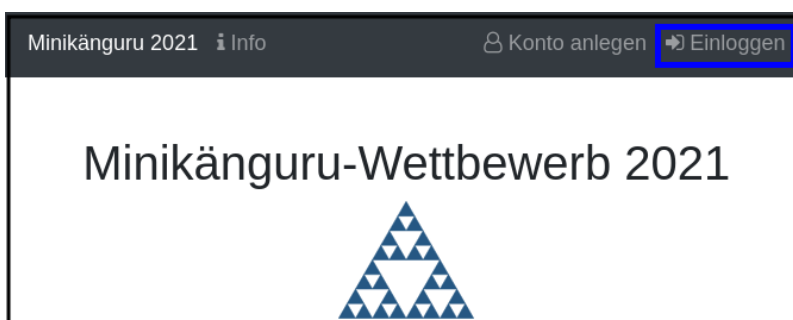 Minikänguru 2021 Info Konto anlegen Einloggen
Minikänguru-Wettbewerb 2021